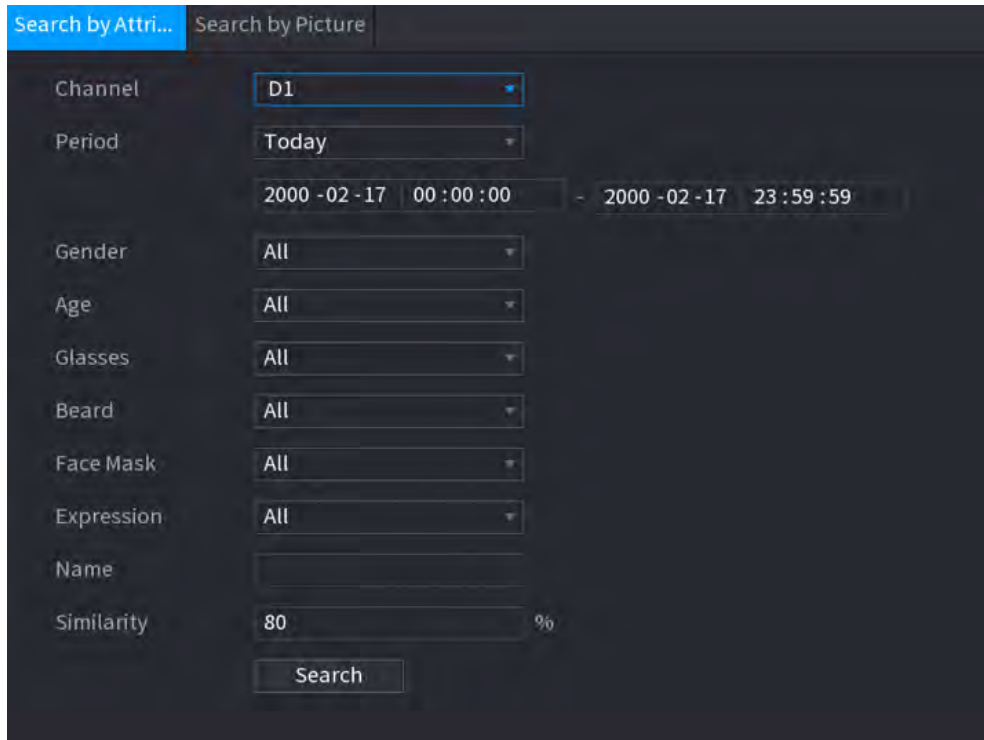 Search by Attri... Search by Picture
Channel D1
Period Today
2000 -02 -17 00 : 00 : 00 - 2000 -02 -17 23 : 59 : 59
Gender All
Age All
Glasses All
Beard All
Face Mask All
Expression All
Name
Similarity 80 %
Search